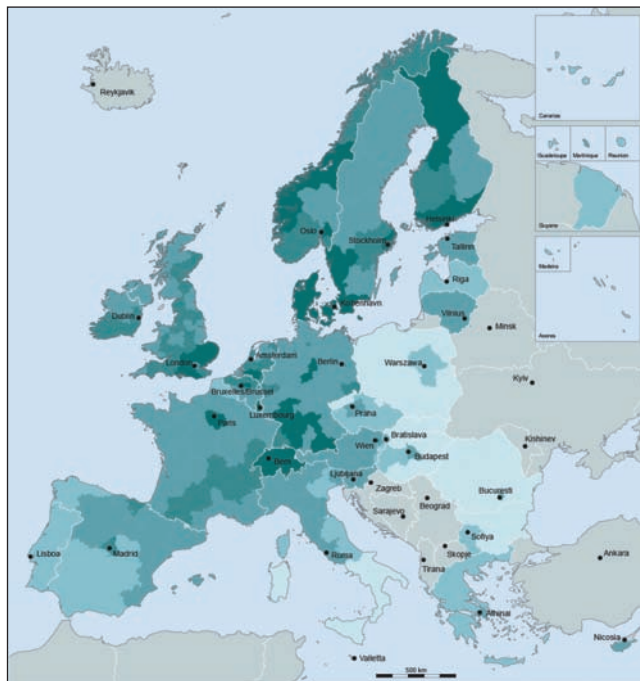 Reykjavik
Canarias
Guadeloupe Martinique Reunion
Guyane
Madeira
Acores
Helsinki
Oslo
Stockholm
Tallinn
Riga
København
Dublin
Vilnius
Minsk
London
Amsterdam
Berlin
Warszawa
Kyiv
Bruxelles/Brussel
Luxembourg
Praha
Paris
Wien
Bratislava
Kishinev
Budapest
Bern
Ljubljana
Zagreb
Bucuresti
Beograd
Sarajevo
Sofiya
Skopje
Lisboa
Madrid
Roma
Tirana
Ankara
Athinai
Nicosia
Valletta
500 km